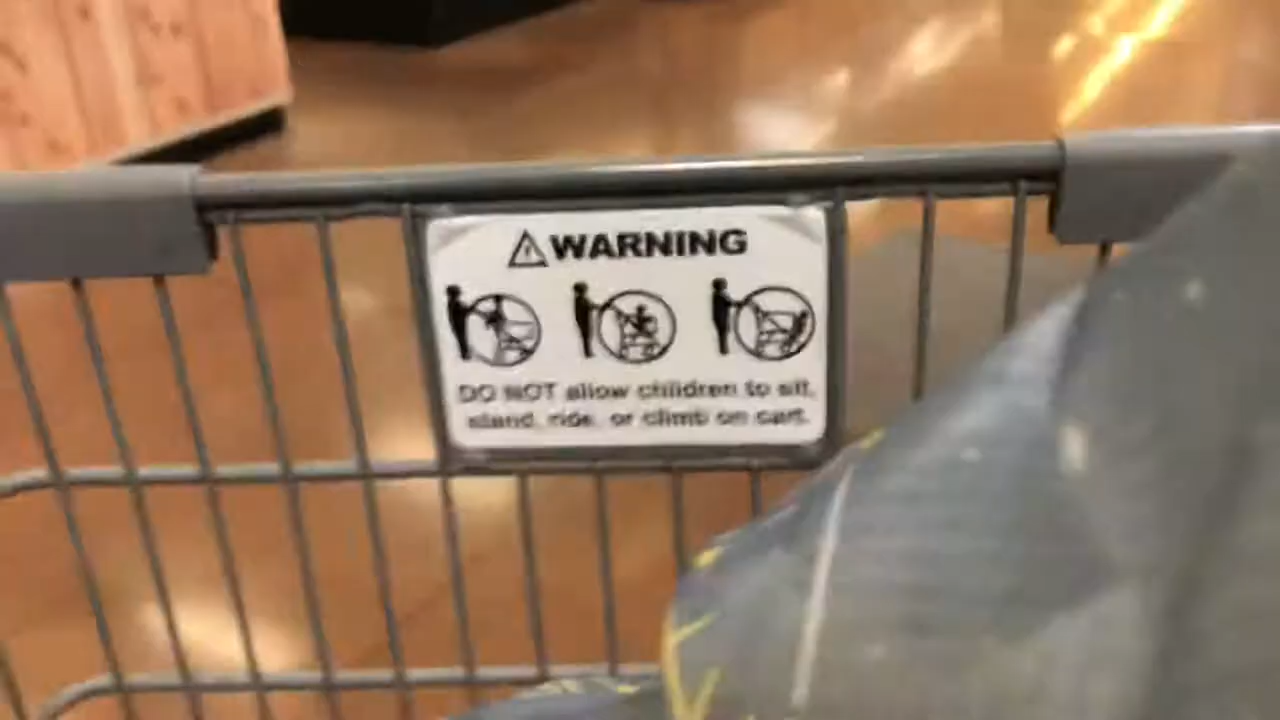 WARNING
DO NOT allow children to sit,
stand, ride, or climb on cart.